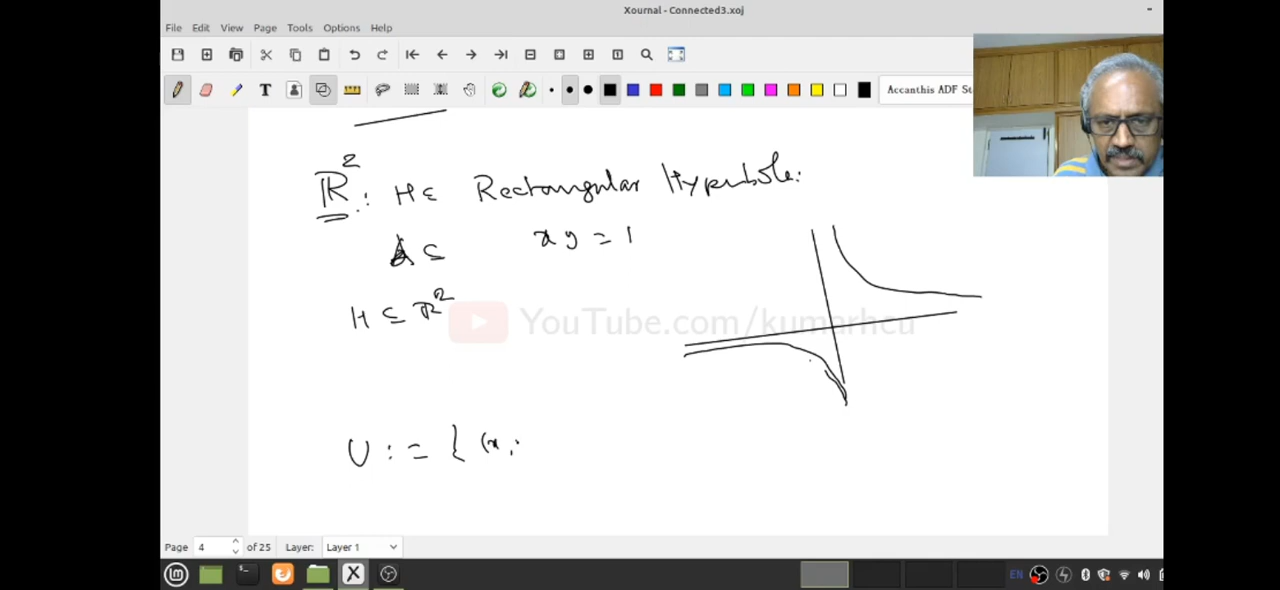 Xournal - Connected3.xoj
File Edit View Page Tools Options Help
Accanthis ADF
ℝ² : H ⊆ Rectangular Hyperbola.
⊆ xy = 1
H ⊆ ℝ²
YouTube.com/kumarhcu
U := { (x,
Page 4 of 25 Layer: Layer 1
EN